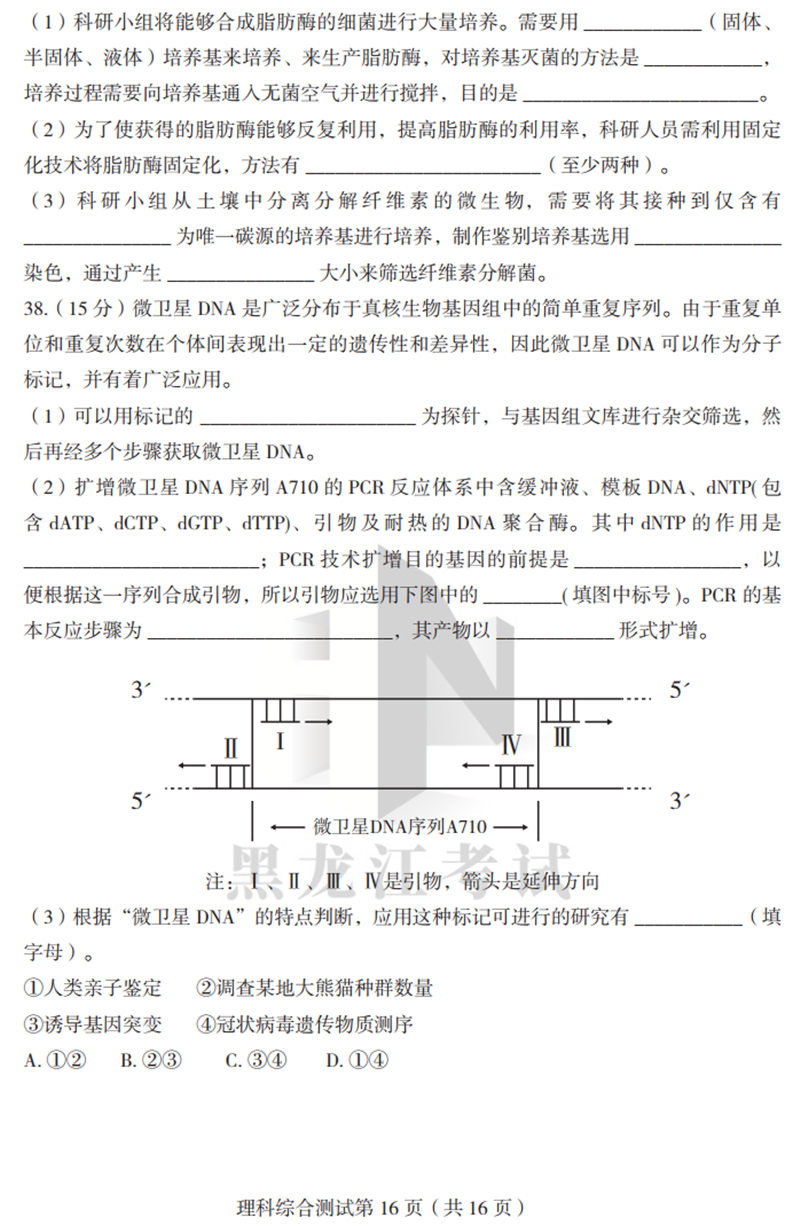 （1）科研小组将能够合成脂肪酶的细菌进行大量培养。需要用 ____________（固体、
半固体、液体）培养基来培养、来生产脂肪酶，对培养基灭菌的方法是 ____________，
培养过程需要向培养基通入无菌空气并进行搅拌，目的是 ________________________。
（2）为了使获得的脂肪酶能够反复利用，提高脂肪酶的利用率，科研人员需利用固定
化技术将脂肪酶固定化，方法有 ________________________（至少两种）。
（3）科研小组从土壤中分离分解纤维素的微生物，需要将其接种到仅含有
_______________ 为唯一碳源的培养基进行培养，制作鉴别培养基选用 _______________
染色，通过产生 _______________ 大小来筛选纤维素分解菌。
38.（15 分）微卫星 DNA 是广泛分布于真核生物基因组中的简单重复序列。由于重复单
位和重复次数在个体间表现出一定的遗传性和差异性，因此微卫星 DNA 可以作为分子
标记，并有着广泛应用。
（1）可以用标记的 ______________________ 为探针，与基因组文库进行杂交筛选，然
后再经多个步骤获取微卫星 DNA。
（2）扩增微卫星 DNA 序列 A710 的 PCR 反应体系中含缓冲液、模板 DNA、dNTP(包
含 dATP、dCTP、dGTP、dTTP)、引物及耐热的 DNA 聚合酶。其中 dNTP 的作用是
________________________；PCR 技术扩增目的基因的前提是 _________________，以
便根据这一序列合成引物，所以引物应选用下图中的 ________(填图中标号)。PCR 的基
本反应步骤为 _________________________，其产物以 ____________ 形式扩增。
3´ 5´
Ⅱ Ⅰ Ⅳ Ⅲ
5´ 3´
微卫星DNA序列A710
黑龙江考试
注：Ⅰ、Ⅱ、Ⅲ、Ⅳ是引物，箭头是延伸方向
（3）根据“微卫星 DNA”的特点判断，应用这种标记可进行的研究有 ___________（填
字母）。
①人类亲子鉴定 ②调查某地大熊猫种群数量
③诱导基因突变 ④冠状病毒遗传物质测序
A. ①② B. ②③ C. ③④ D. ①④
理科综合测试第 16 页（共 16 页）